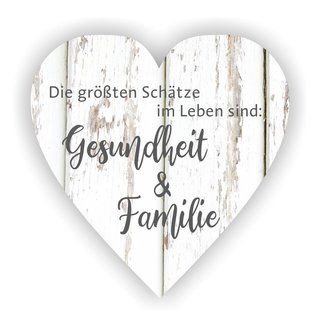 Die größten Schätze
im Leben sind:
Gesundheit
&
Familie